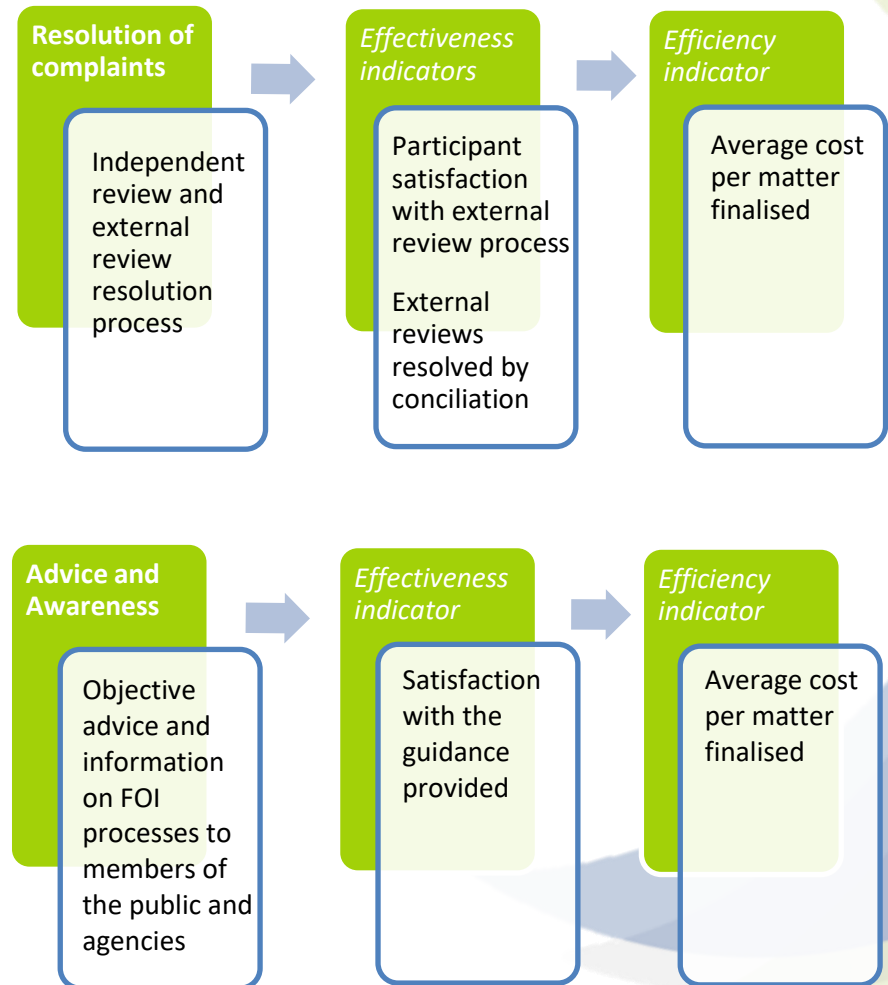 Resolution of
complaints
Independent
review and
external
review
resolution
process
Effectiveness
indicators
Participant
satisfaction
with external
review process
External
reviews
resolved by
conciliation
Efficiency
indicator
Average cost
per matter
finalised
Advice and
Awareness
Objective
advice and
information
on FOI
processes to
members of
the public and
agencies
Effectiveness
indicator
Satisfaction
with the
guidance
provided
Efficiency
indicator
Average cost
per matter
finalised